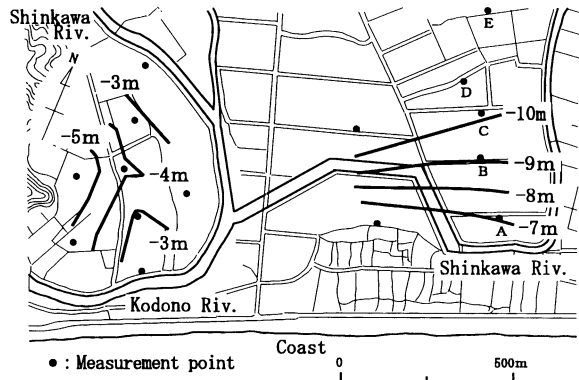 Shinkawa
Riv.
N
E
-3m
D
-10m
C
-5m
-4m
B
-9m
-8m
-3m
A
-7m
Shinkawa Riv.
Kodono Riv.
Coast
● : Measurement point
0
500m